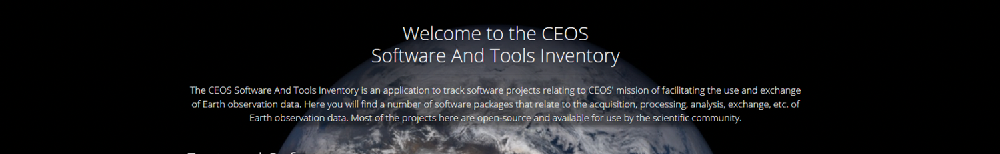 Welcome to the CEOS
Software And Tools Inventory
The CEOS Software And Tools Inventory is an application to track software projects relating to CEOS' mission of facilitating the use and exchange
of Earth observation data. Here you will find a number of software packages that relate to the acquisition, processing, analysis, exchange, etc. of
Earth observation data. Most of the projects here are open-source and available for use by the scientific community.